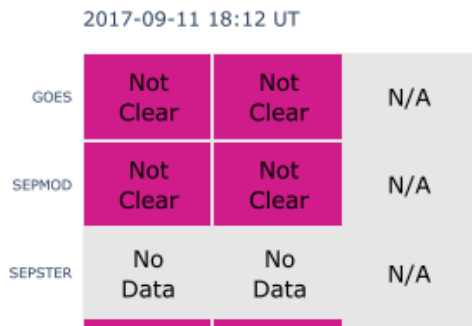 2017-09-11 18:12 UT
GOES
Not
Clear
Not
Clear
N/A
SEPMOD
Not
Clear
Not
Clear
N/A
SEPSTER
No
Data
No
Data
N/A